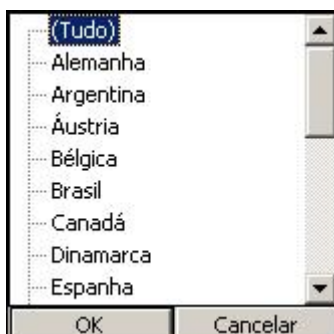 (Tudo)
Alemanha
Argentina
Áustria
Bélgica
Brasil
Canadá
Dinamarca
Espanha
OK Cancelar